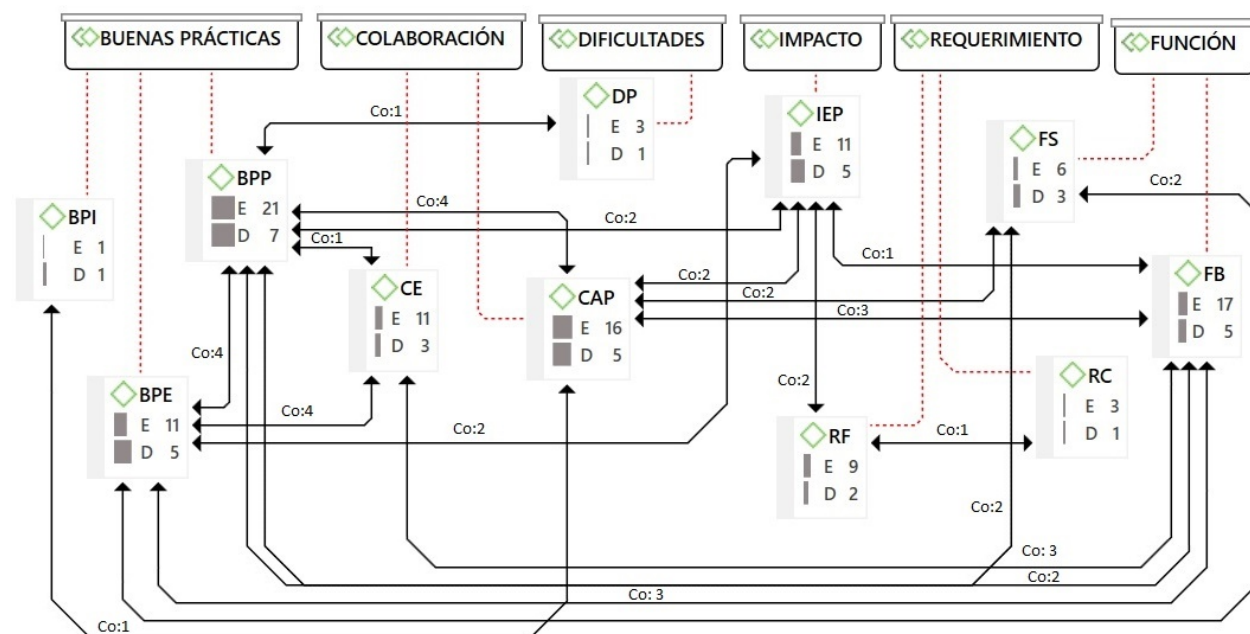 BUENAS PRÁCTICAS
COLABORACIÓN
DIFICULTADES
IMPACTO
REQUERIMIENTO
FUNCIÓN
DP
E 3
D 1
Co:1
IEP
E 11
D 5
FS
E 6
D 3
BPP
E 21
D 7
Co:2
BPI
E 1
D 1
Co:4
Co:2
Co:1
Co:1
CE
E 11
D 3
CAP
E 16
D 5
Co:2
Co:2
Co:3
FB
E 17
D 5
Co:4
BPE
E 11
D 5
Co:4
Co:2
Co:2
RC
E 3
D 1
RF
E 9
D 2
Co:1
Co:2
Co: 3
Co:2
Co: 3
Co:1